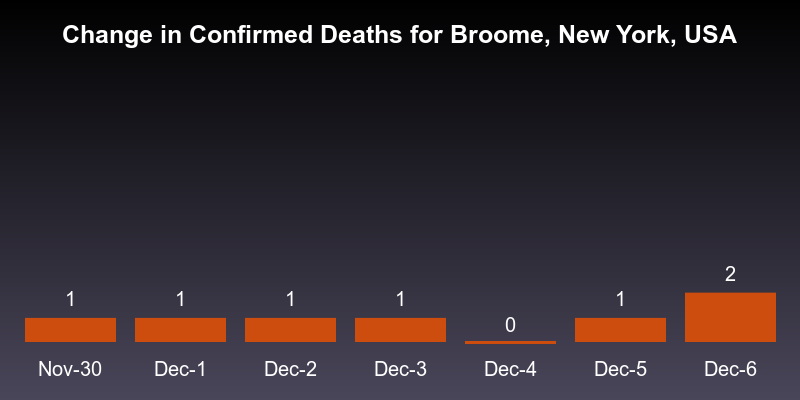 Change in Confirmed Deaths for Broome, New York, USA
1 1 1 1 0 1 2
Nov-30 Dec-1 Dec-2 Dec-3 Dec-4 Dec-5 Dec-6